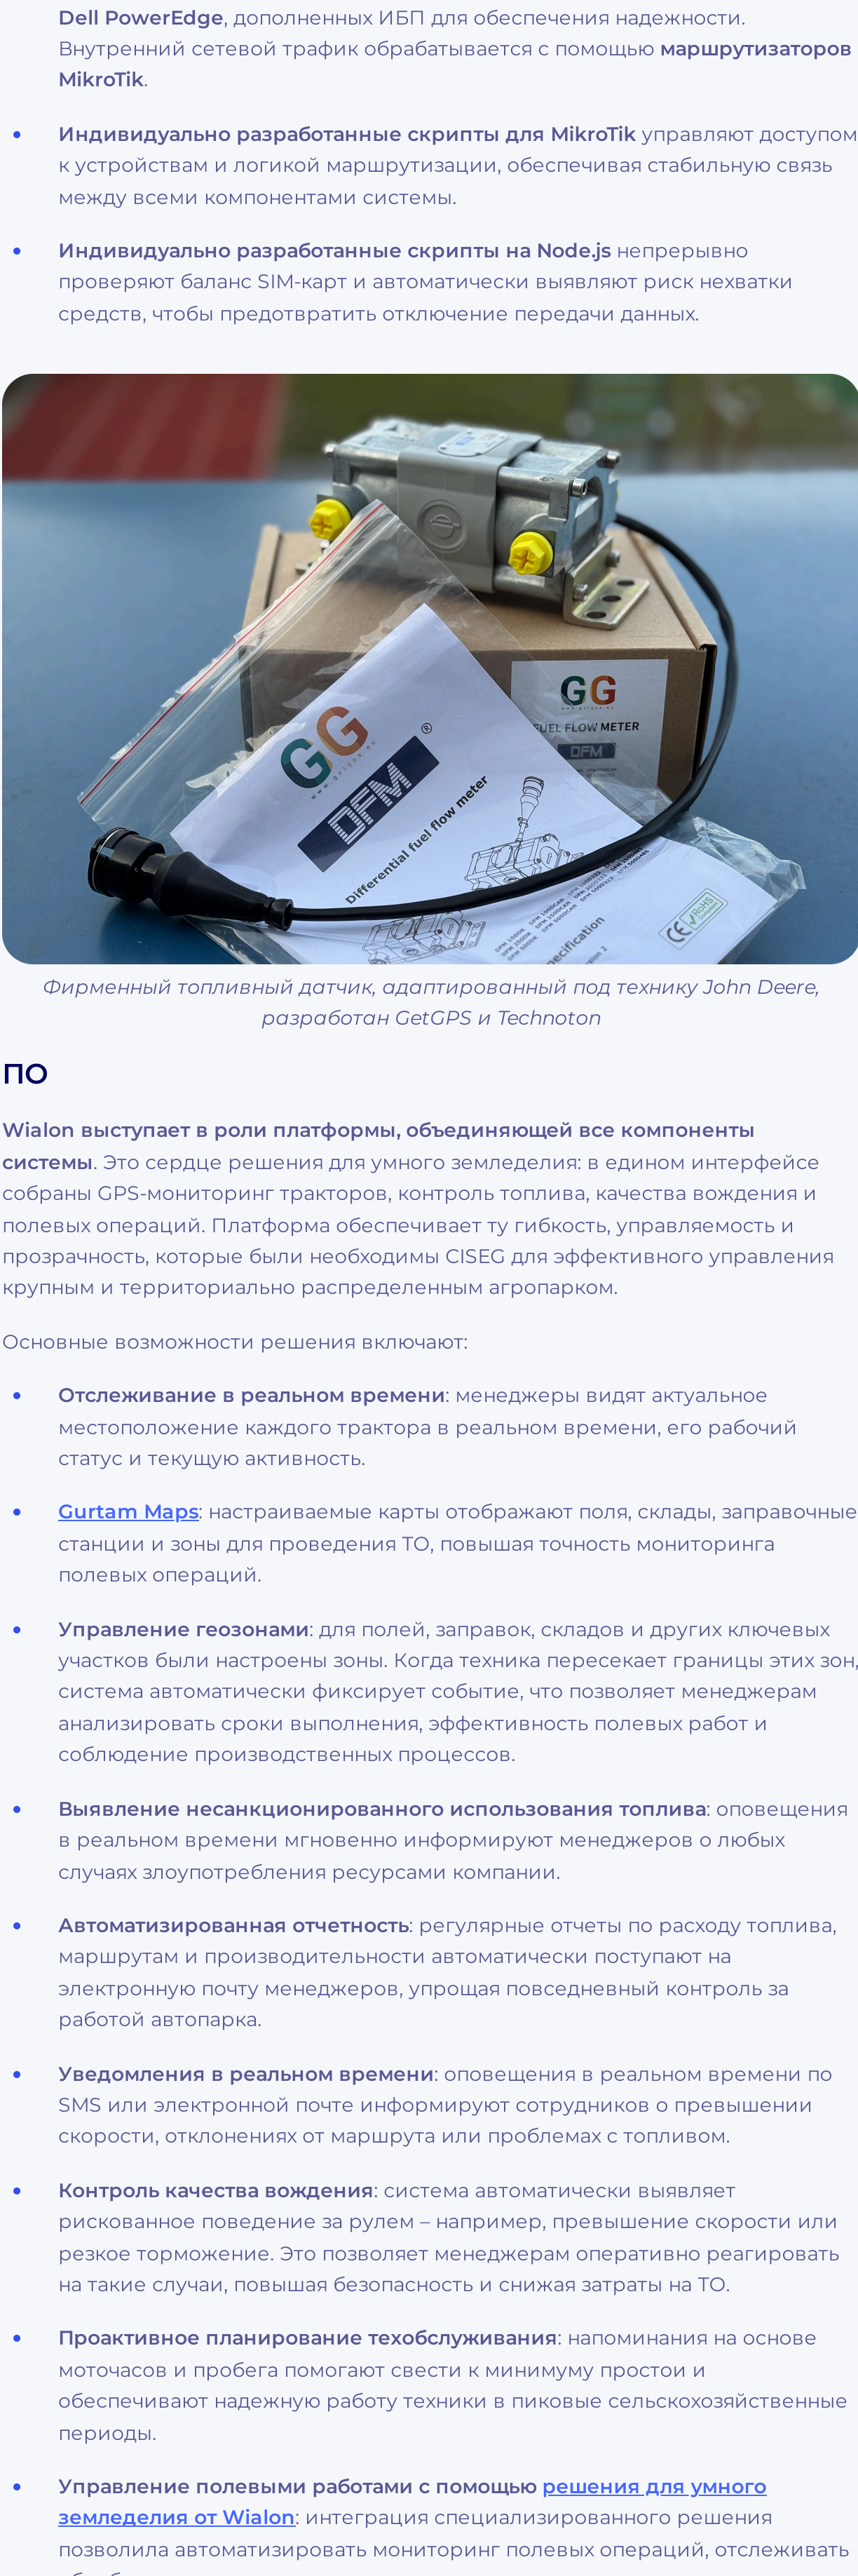 Dell PowerEdge, дополненных ИБП для обеспечения надежности.
Внутренний сетевой трафик обрабатывается с помощью маршрутизаторов
MikroTik.
Индивидуально разработанные скрипты для MikroTik управляют доступом
к устройствам и логикой маршрутизации, обеспечивая стабильную связь
между всеми компонентами системы.
Индивидуально разработанные скрипты на Node.js непрерывно
проверяют баланс SIM-карт и автоматически выявляют риск нехватки
средств, чтобы предотвратить отключение передачи данных.
GG
FUEL FLOW METER
DFM
GG
www.getgps.eu
DFM
®
Differential fuel flow meter
CE
RoHS
Фирменный топливный датчик, адаптированный под технику John Deere,
разработан GetGPS и Technoton
ПО
Wialon выступает в роли платформы, объединяющей все компоненты
системы. Это сердце решения для умного земледелия: в едином интерфейсе
собраны GPS-мониторинг тракторов, контроль топлива, качества вождения и
полевых операций. Платформа обеспечивает ту гибкость, управляемость и
прозрачность, которые были необходимы CISEG для эффективного управления
крупным и территориально распределенным агропарком.
Основные возможности решения включают:
Отслеживание в реальном времени: менеджеры видят актуальное
местоположение каждого трактора в реальном времени, его рабочий
статус и текущую активность.
Gurtam Maps: настраиваемые карты отображают поля, склады, заправочные
станции и зоны для проведения ТО, повышая точность мониторинга
полевых операций.
Управление геозонами: для полей, заправок, складов и других ключевых
участков были настроены зоны. Когда техника пересекает границы этих зон,
система автоматически фиксирует событие, что позволяет менеджерам
анализировать сроки выполнения, эффективность полевых работ и
соблюдение производственных процессов.
Выявление несанкционированного использования топлива: оповещения
в реальном времени мгновенно информируют менеджеров о любых
случаях злоупотребления ресурсами компании.
Автоматизированная отчетность: регулярные отчеты по расходу топлива,
маршрутам и производительности автоматически поступают на
электронную почту менеджеров, упрощая повседневный контроль за
работой автопарка.
Уведомления в реальном времени: оповещения в реальном времени по
SMS или электронной почте информируют сотрудников о превышении
скорости, отклонениях от маршрута или проблемах с топливом.
Контроль качества вождения: система автоматически выявляет
рискованное поведение за рулем – например, превышение скорости или
резкое торможение. Это позволяет менеджерам оперативно реагировать
на такие случаи, повышая безопасность и снижая затраты на ТО.
Проактивное планирование техобслуживания: напоминания на основе
моточасов и пробега помогают свести к минимуму простои и
обеспечивают надежную работу техники в пиковые сельскохозяйственные
периоды.
Управление полевыми работами с помощью решения для умного
земледелия от Wialon: интеграция специализированного решения
позволила автоматизировать мониторинг полевых операций, отслеживать